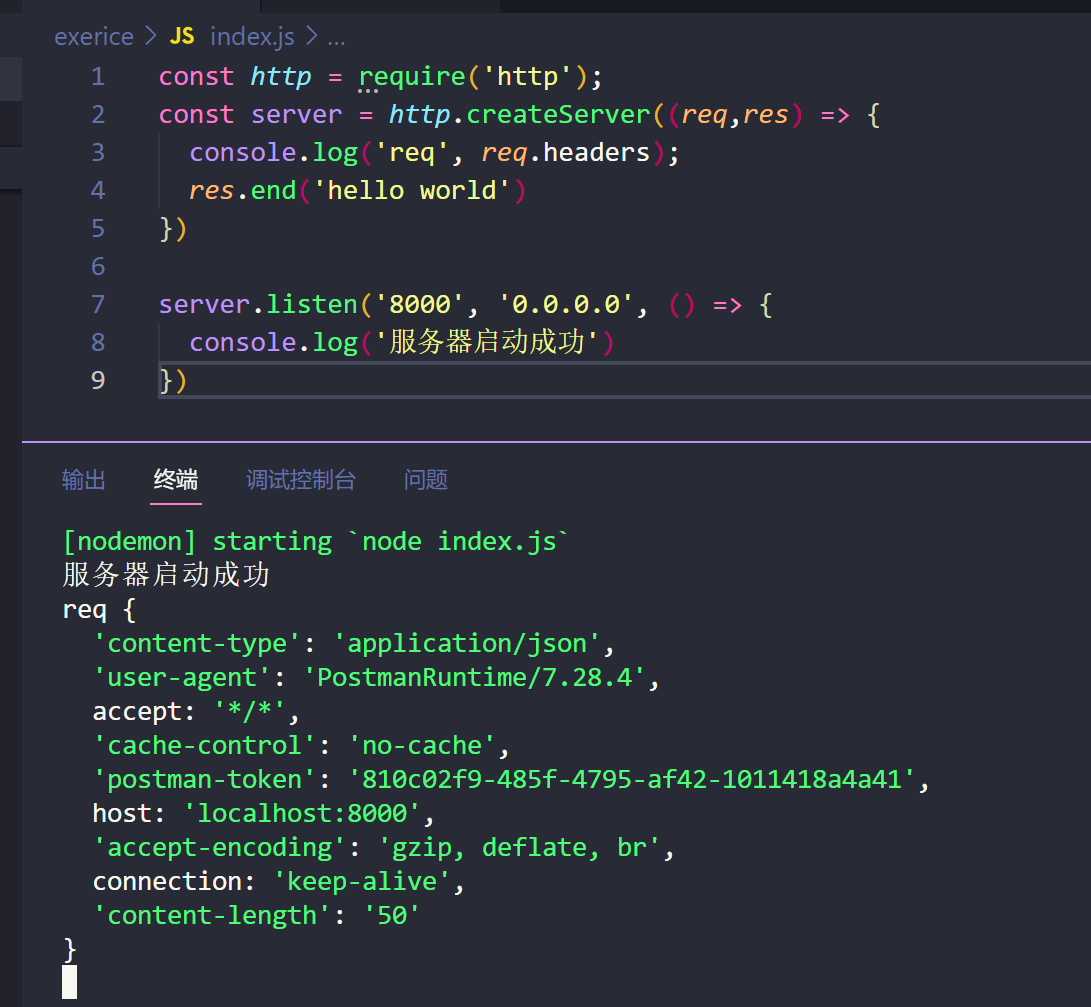 exerice > JS index.js > ...
1 const http = require('http');
2 const server = http.createServer((req,res) => {
3 console.log('req', req.headers);
4 res.end('hello world')
5 })
6
7 server.listen('8000', '0.0.0.0', () => {
8 console.log('服务器启动成功')
9 })
输出 终端 调试控制台 问题
[nodemon] starting `node index.js`
服务器启动成功
req {
'content-type': 'application/json',
'user-agent': 'PostmanRuntime/7.28.4',
accept: '*/*',
'cache-control': 'no-cache',
'postman-token': '810c02f9-485f-4795-af42-1011418a4a41',
host: 'localhost:8000',
'accept-encoding': 'gzip, deflate, br',
connection: 'keep-alive',
'content-length': '50'
}